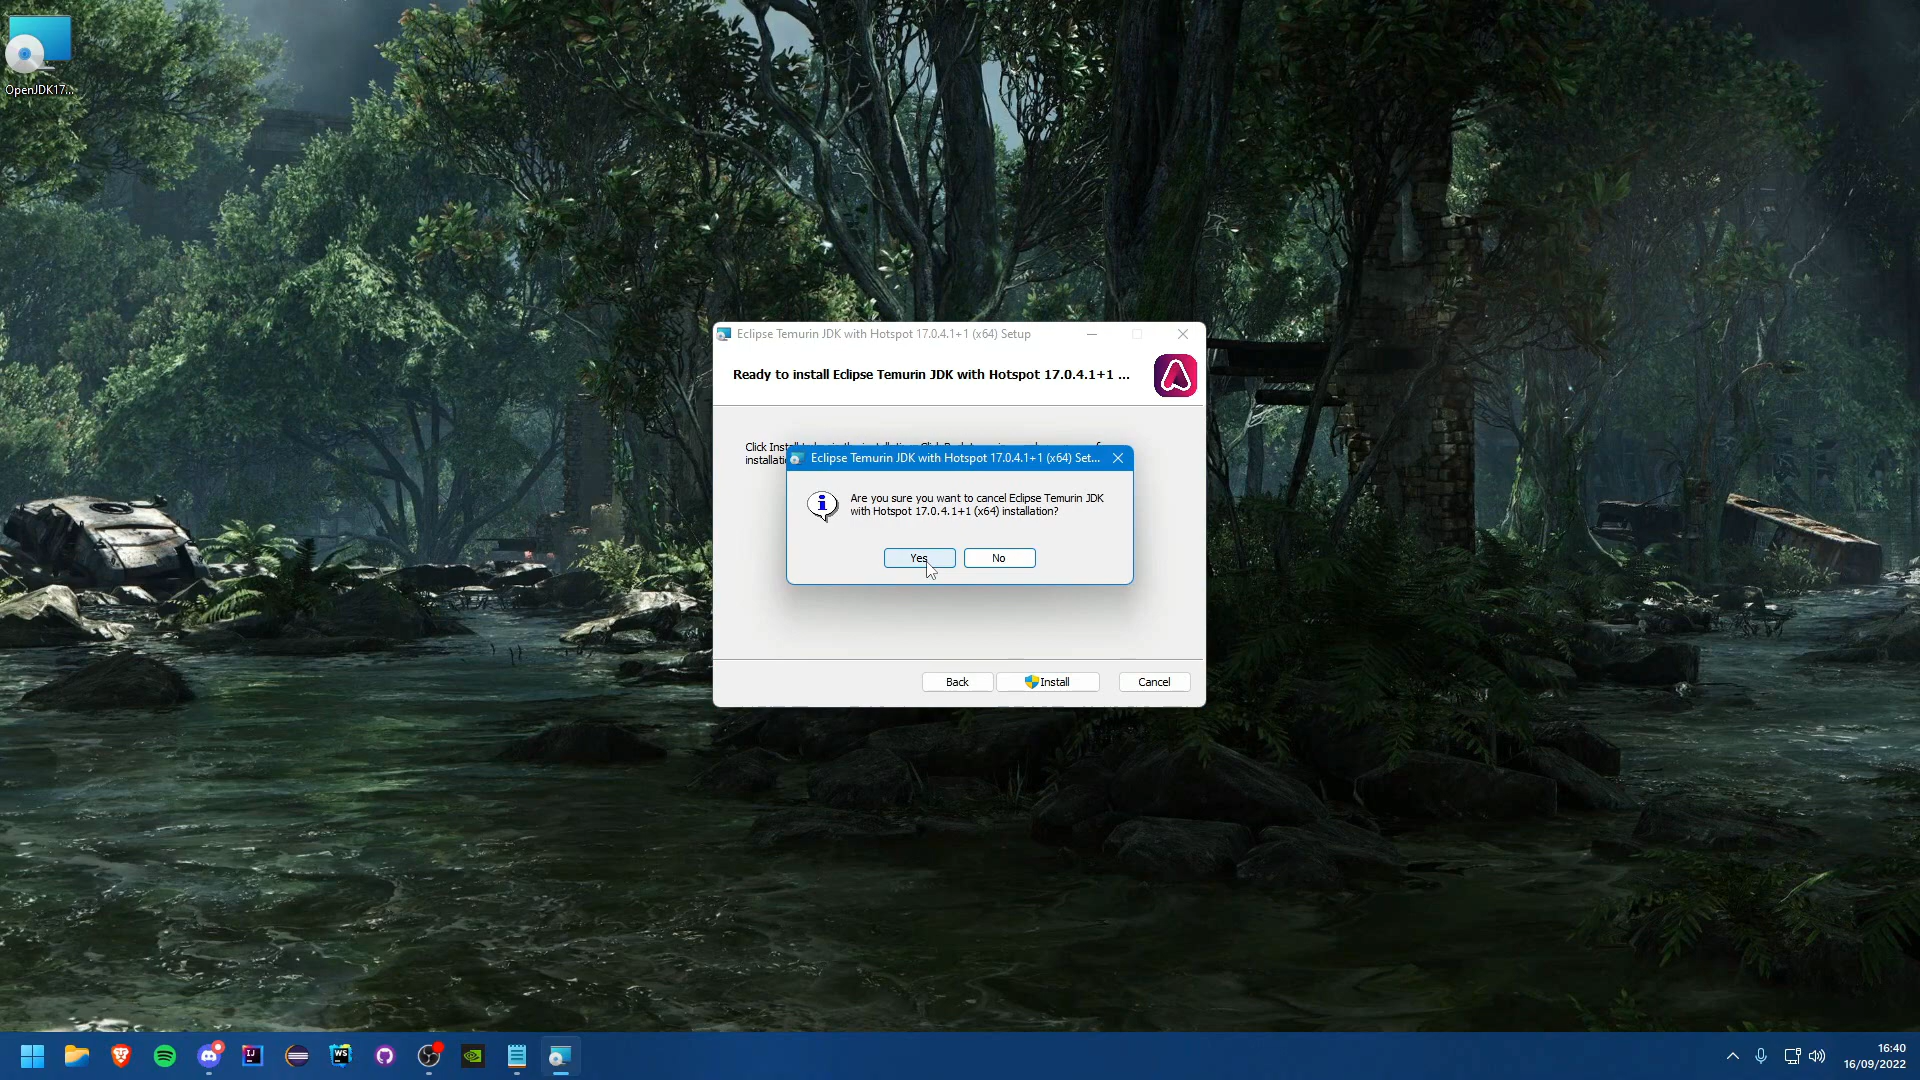 OpenJDK17...
Eclipse Temurin JDK with Hotspot 17.0.4.1+1 (x64) Setup
Ready to install Eclipse Temurin JDK with Hotspot 17.0.4.1+1 ...
Click
Eclipse Temurin JDK with Hotspot 17.0.4.1+1 (x64) Set...
Are you sure you want to cancel Eclipse Temurin JDK
with Hotspot 17.0.4.1+1 (x64) installation?
Yes
No
Back
Install
Cancel
IJ
WS
16:40
16/09/2022